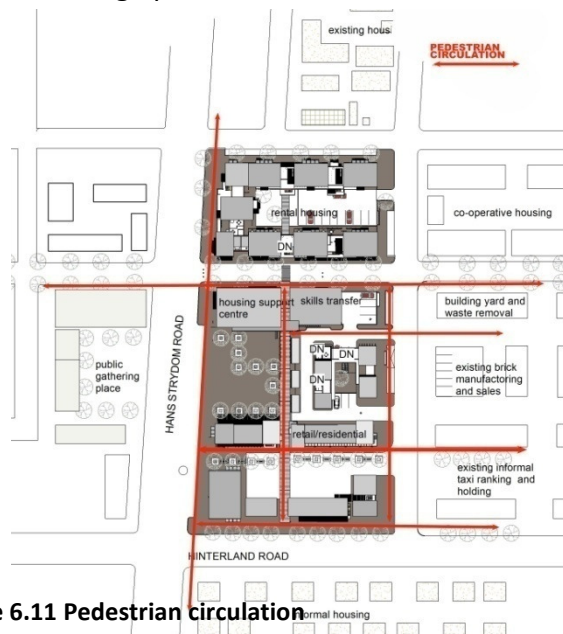 existing housi
PEDESTRIAN
CIRCULATION
rental housing
DN
co-operative housing
housing support
centre
skills transfer
building yard and
waste removal
public
gathering
place
HANS STRYDOM ROAD
DN
DN
DN
existing brick
manufactoring
and sales
retail/residential
existing informal
taxi ranking and
holding
HINTERLAND ROAD
e 6.11 Pedestrian circulation
ormal housing